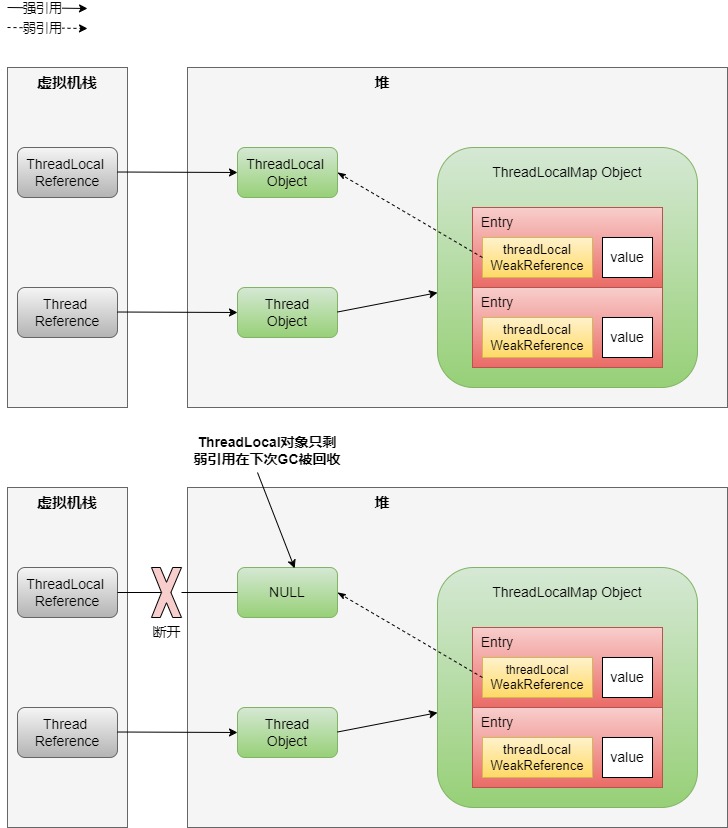 强引用
弱引用
虚拟机栈
堆
ThreadLocal
Reference
ThreadLocal
Object
ThreadLocalMap Object
Entry
threadLocal
WeakReference
value
Thread
Reference
Thread
Object
Entry
threadLocal
WeakReference
value
ThreadLocal对象只剩
弱引用在下次GC被回收
虚拟机栈
堆
ThreadLocal
Reference
断开
NULL
ThreadLocalMap Object
Entry
threadLocal
WeakReference
value
Thread
Reference
Thread
Object
Entry
threadLocal
WeakReference
value